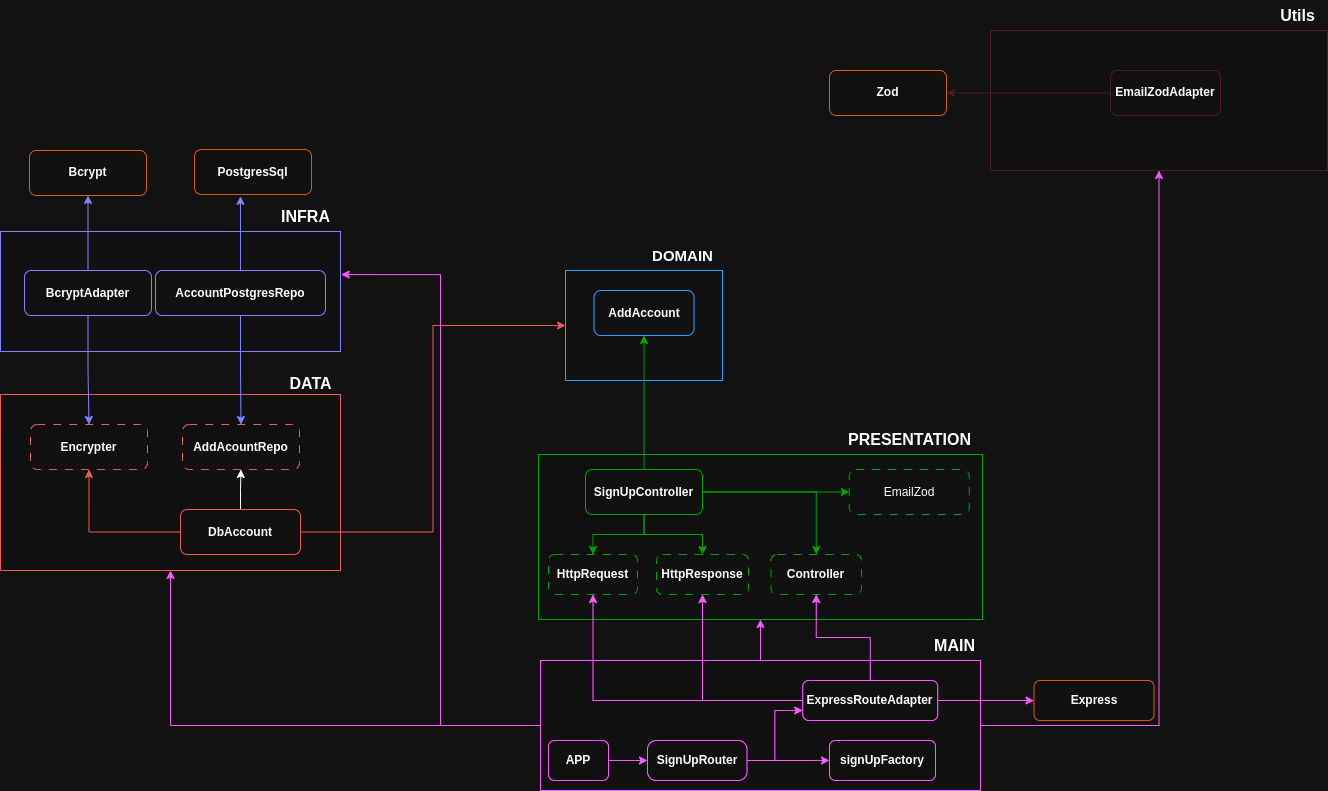 Utils
Zod
EmailZodAdapter
Bcrypt
PostgresSql
INFRA
BcryptAdapter
AccountPostgresRepo
DOMAIN
AddAccount
DATA
Encrypter
AddAcountRepo
DbAccount
PRESENTATION
SignUpController
EmailZod
HttpRequest
HttpResponse
Controller
MAIN
ExpressRouteAdapter
Express
APP
SignUpRouter
signUpFactory